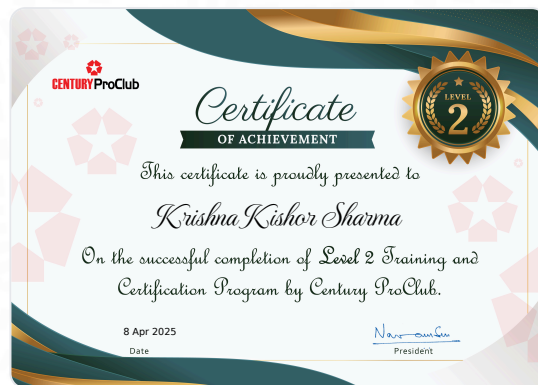 CENTURY ProClub
Certificate
OF ACHIEVEMENT
LEVEL
2
This certificate is proudly presented to
Krishna Kishor Sharma
On the successful completion of Level 2 Training and
Certification Program by Century ProClub.
8 Apr 2025
Date
President